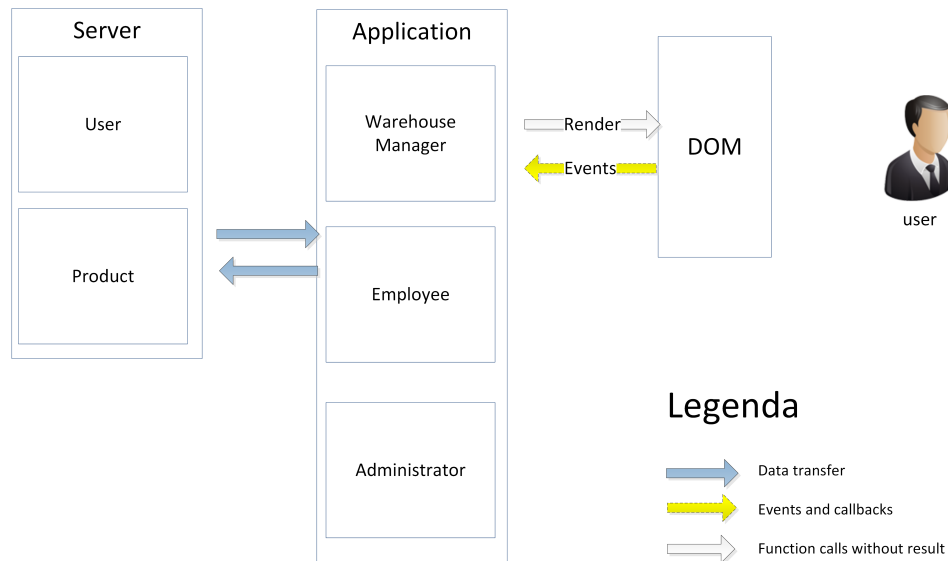 Server
User
Product
Application
Warehouse
Manager
Employee
Administrator
Render
Events
DOM
user
Legenda
Data transfer
Events and callbacks
Function calls without result